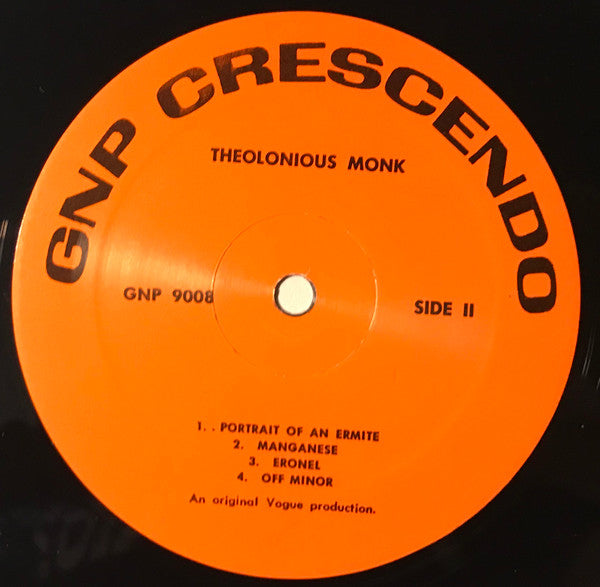 GNP CRESCENDO
THEOLONIOUS MONK
GNP 9008
SIDE II
1. . PORTRAIT OF AN ERMITE
2. MANGANESE
3. ERONEL
4. OFF MINOR
An original Vogue production.